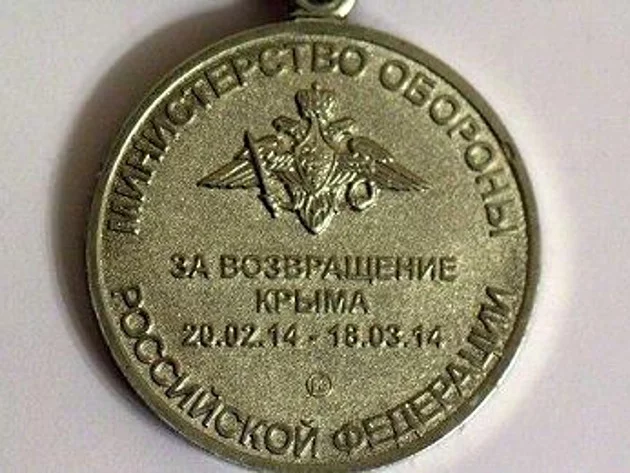 МИНИСТЕРСТВО ОБОРОНЫ
ЗА ВОЗВРАЩЕНИЕ
КРЫМА
20.02.14 - 18.03.14
РОССИЙСКОЙ ФЕДЕРАЦИИ